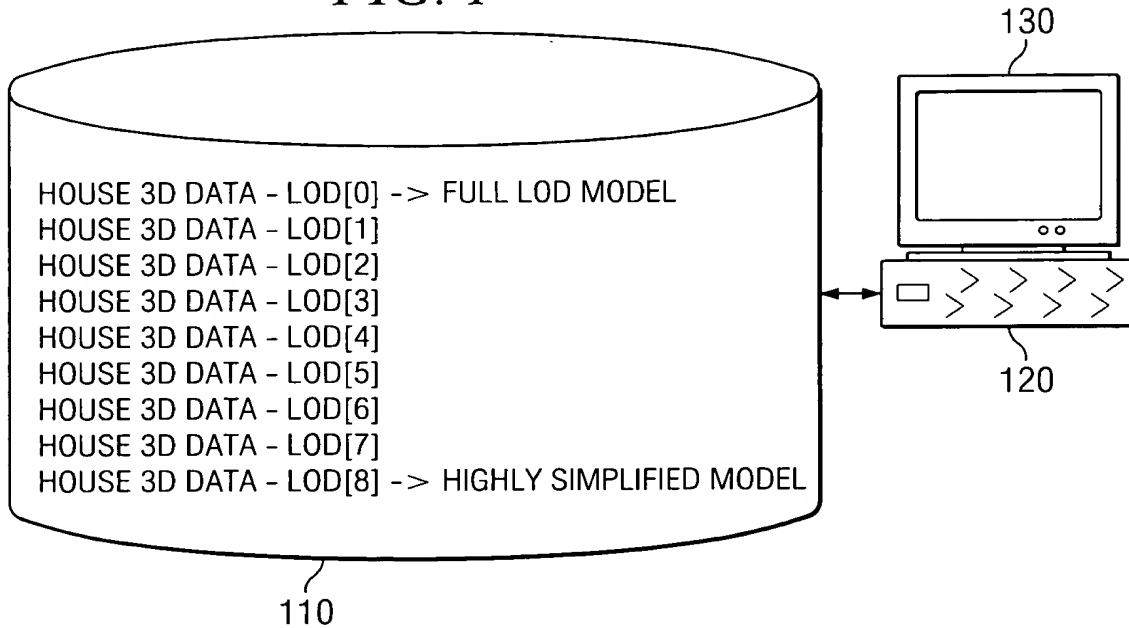 130
HOUSE 3D DATA - LOD[0] -> FULL LOD MODEL
HOUSE 3D DATA - LOD[1]
HOUSE 3D DATA - LOD[2]
HOUSE 3D DATA - LOD[3]
HOUSE 3D DATA - LOD[4]
HOUSE 3D DATA - LOD[5]
HOUSE 3D DATA - LOD[6]
HOUSE 3D DATA - LOD[7]
HOUSE 3D DATA - LOD[8] -> HIGHLY SIMPLIFIED MODEL
120
110